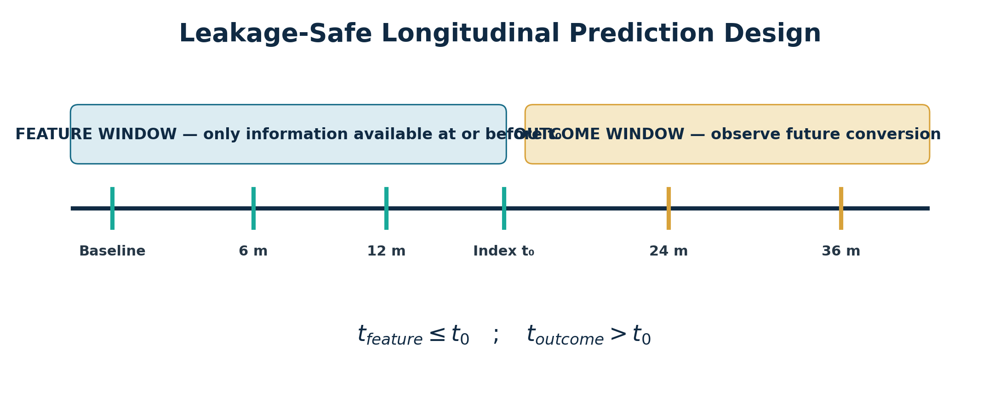 Leakage-Safe Longitudinal Prediction Design
FEATURE WINDOW — only information available at or before t₀
OUTCOME WINDOW — observe future conversion
Baseline
6 m
12 m
Index t₀
24 m
36 m
t_feature ≤ t_0 ; t_outcome > t_0